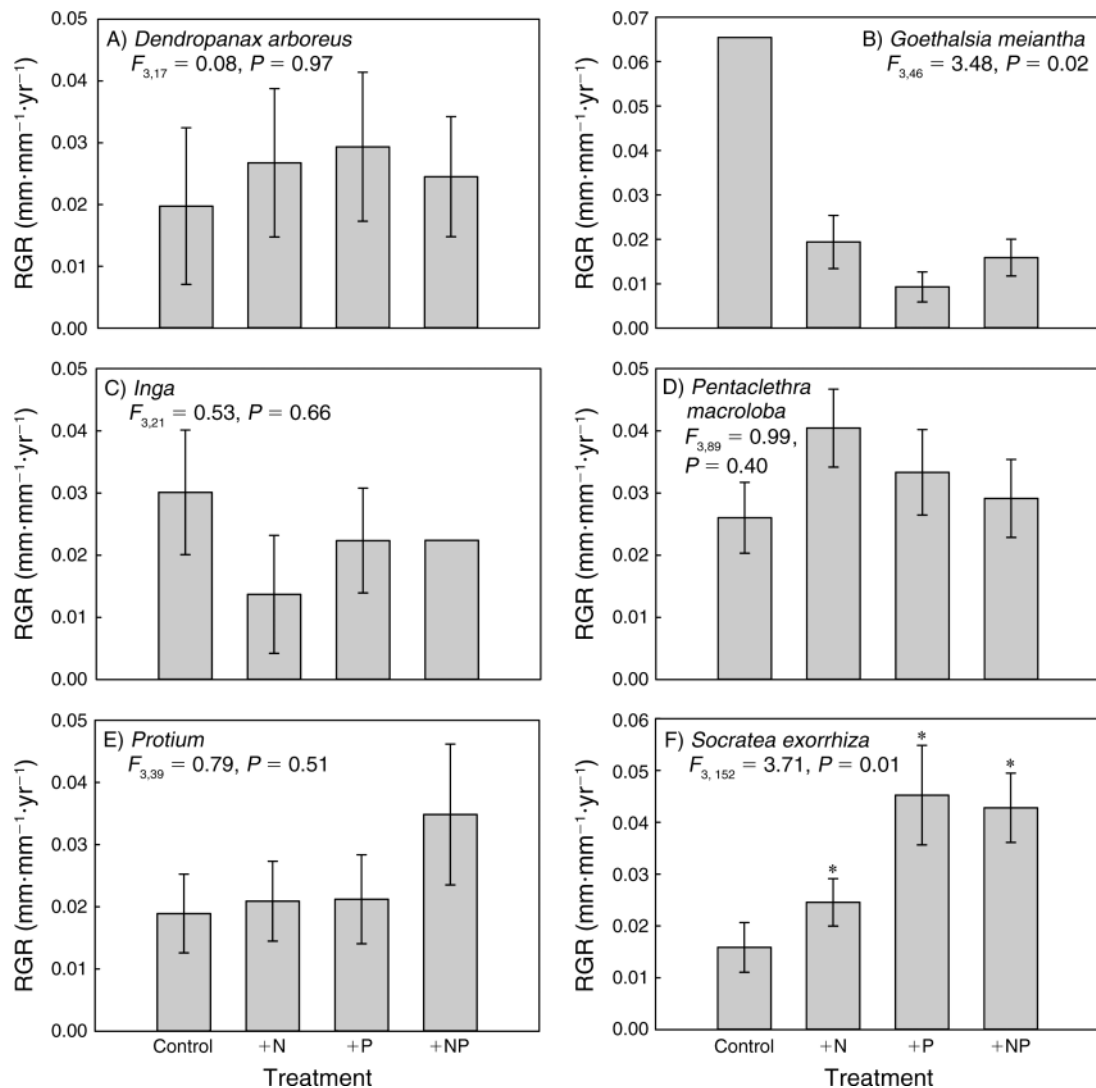 A) Dendropanax arboreus
F3,17 = 0.08, P = 0.97
RGR (mm·mm−1·yr−1)
0.05
0.04
0.03
0.02
0.01
0.00
B) Goethalsia meiantha
F3,46 = 3.48, P = 0.02
RGR (mm·mm−1·yr−1)
0.07
0.06
0.05
0.04
0.03
0.02
0.01
0.00
C) Inga
F3,21 = 0.53, P = 0.66
RGR (mm·mm−1·yr−1)
0.05
0.04
0.03
0.02
0.01
0.00
D) Pentaclethra
macroloba
F3,89 = 0.99,
P = 0.40
RGR (mm·mm−1·yr−1)
0.05
0.04
0.03
0.02
0.01
0.00
E) Protium
F3,39 = 0.79, P = 0.51
RGR (mm·mm−1·yr−1)
0.05
0.04
0.03
0.02
0.01
0.00
Control +N +P +NP
Treatment
F) Socratea exorrhiza
F3, 152 = 3.71, P = 0.01
RGR (mm·mm−1·yr−1)
0.06
0.05
0.04
0.03
0.02
0.01
0.00
* * *
Control +N +P +NP
Treatment